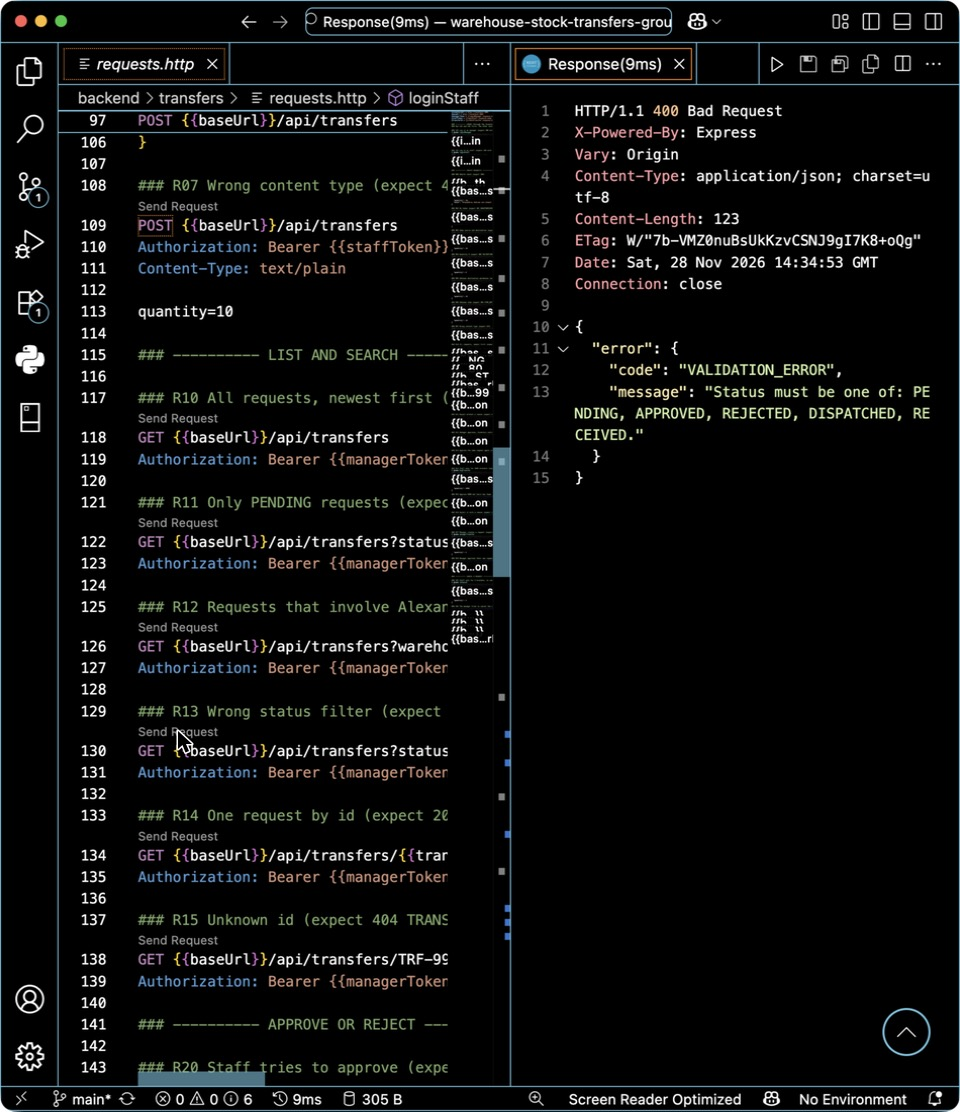 Response(9ms) — warehouse-stock-transfers-grou
requests.http
Response(9ms)
backend > transfers > requests.http > loginStaff
97 POST {{baseUrl}}/api/transfers
106 }
107
108 ### R07 Wrong content type (expect 4
Send Request
109 POST {{baseUrl}}/api/transfers
110 Authorization: Bearer {{staffToken}}
111 Content-Type: text/plain
112
113 quantity=10
114
115 ### ---------- LIST AND SEARCH -----
116
117 ### R10 All requests, newest first (
Send Request
118 GET {{baseUrl}}/api/transfers
119 Authorization: Bearer {{managerToken
120
121 ### R11 Only PENDING requests (expec
Send Request
122 GET {{baseUrl}}/api/transfers?status
123 Authorization: Bearer {{managerToken
124
125 ### R12 Requests that involve Alexan
Send Request
126 GET {{baseUrl}}/api/transfers?wareho
127 Authorization: Bearer {{managerToken
128
129 ### R13 Wrong status filter (expect
Send Request
130 GET {{baseUrl}}/api/transfers?status
131 Authorization: Bearer {{managerToken
132
133 ### R14 One request by id (expect 20
Send Request
134 GET {{baseUrl}}/api/transfers/{{tran
135 Authorization: Bearer {{managerToken
136
137 ### R15 Unknown id (expect 404 TRANS
Send Request
138 GET {{baseUrl}}/api/transfers/TRF-99
139 Authorization: Bearer {{managerToken
140
141 ### ---------- APPROVE OR REJECT ---
142
143 ### R20 Staff tries to approve (expe
1 HTTP/1.1 400 Bad Request
2 X-Powered-By: Express
3 Vary: Origin
4 Content-Type: application/json; charset=u
tf-8
5 Content-Length: 123
6 ETag: W/"7b-VMZ0nuBsUkKzvCSNJ9gI7K8+oQg"
7 Date: Sat, 28 Nov 2026 14:34:53 GMT
8 Connection: close
9
10 {
11 "error": {
12 "code": "VALIDATION_ERROR",
13 "message": "Status must be one of: PE
NDING, APPROVED, REJECTED, DISPATCHED, RE
CEIVED."
14 }
15 }
1
1
main* 0 0 6 9ms 305 B Screen Reader Optimized No Environment